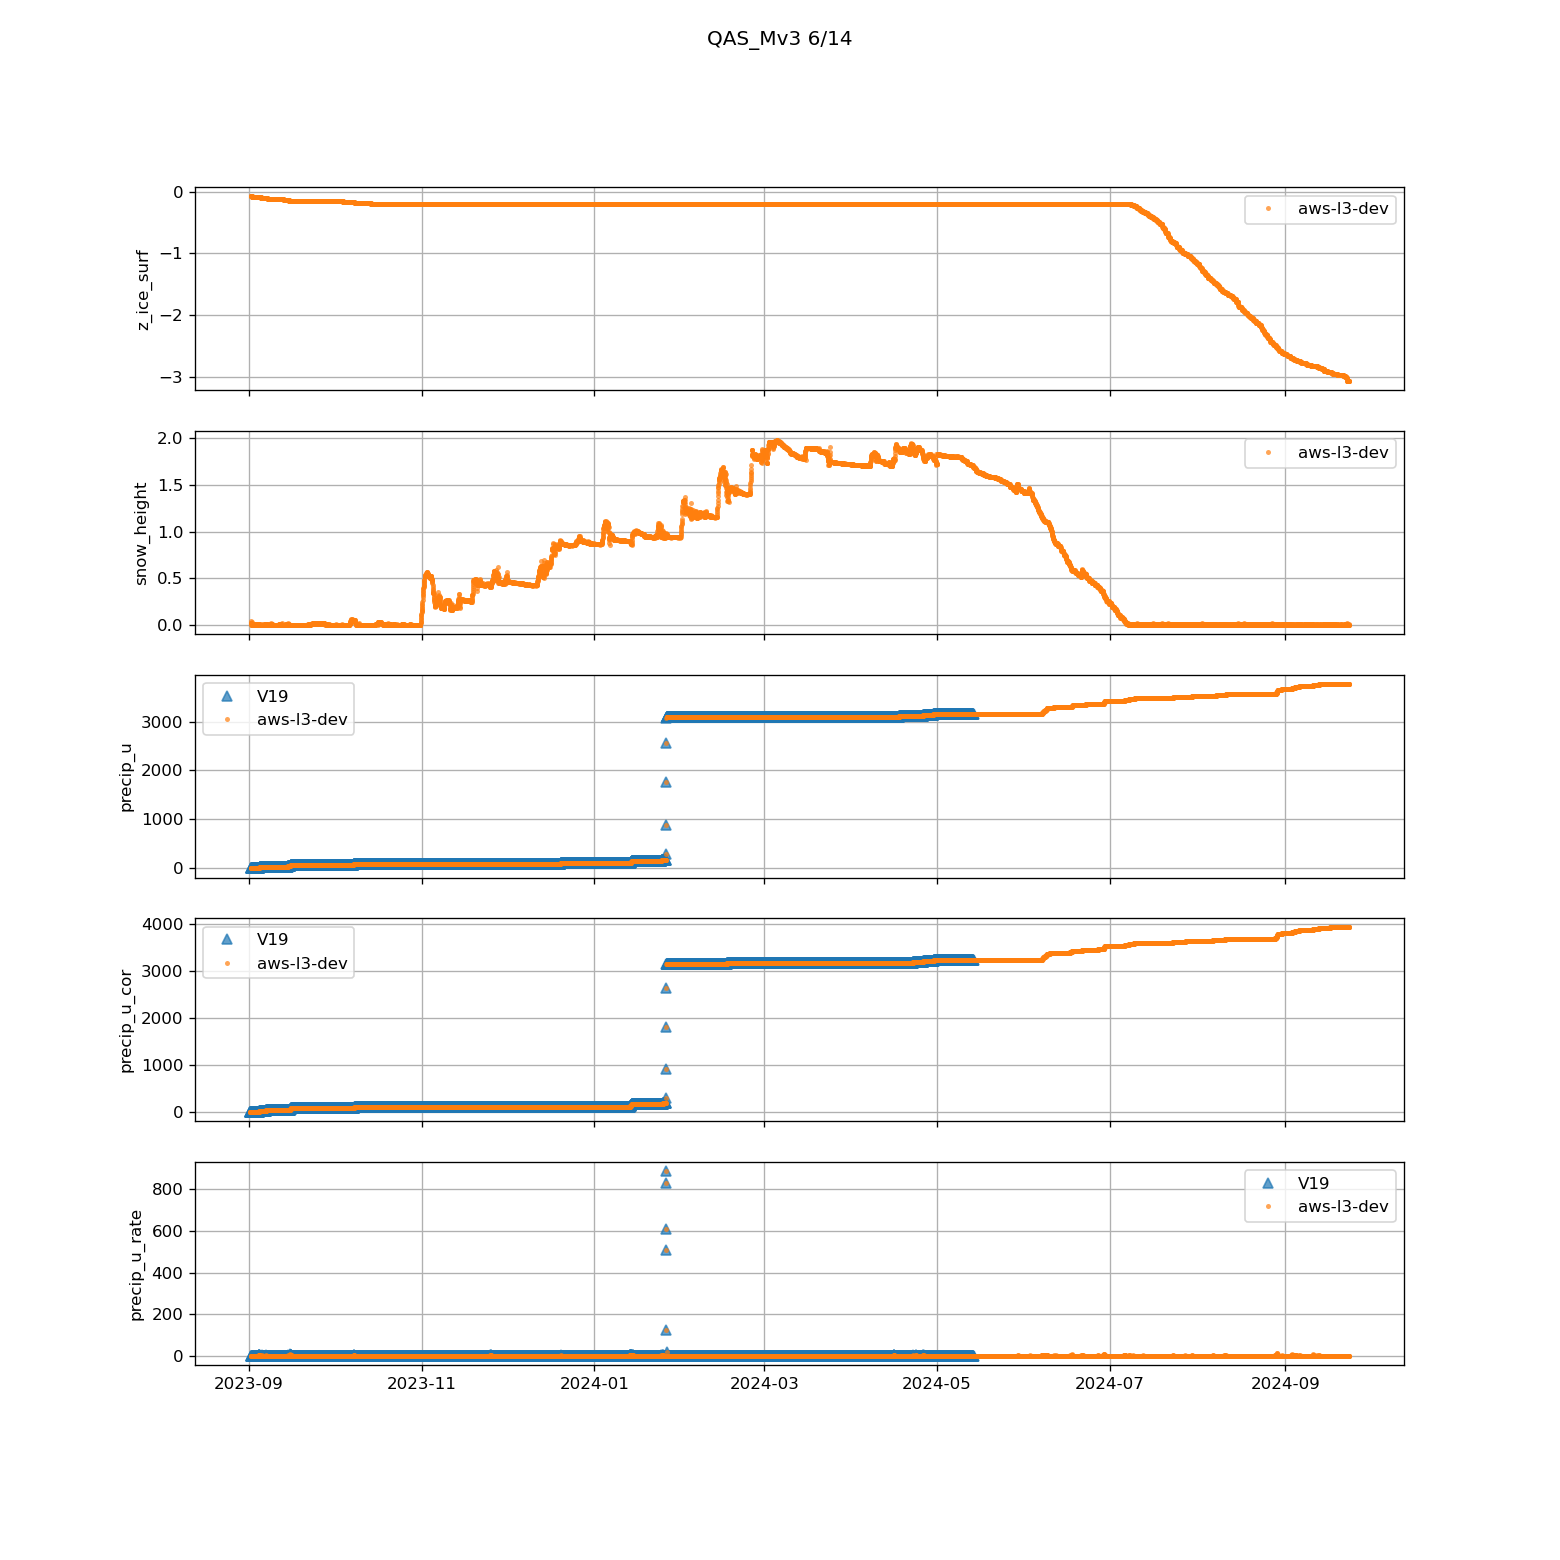 QAS_Mv3 6/14
z_ice_surf
0
−1
−2
−3
aws-l3-dev
snow_height
2.0
1.5
1.0
0.5
0.0
aws-l3-dev
precip_u
3000
2000
1000
0
V19
aws-l3-dev
precip_u_cor
4000
3000
2000
1000
0
V19
aws-l3-dev
precip_u_rate
800
600
400
200
0
V19
aws-l3-dev
2023-09 2023-11 2024-01 2024-03 2024-05 2024-07 2024-09